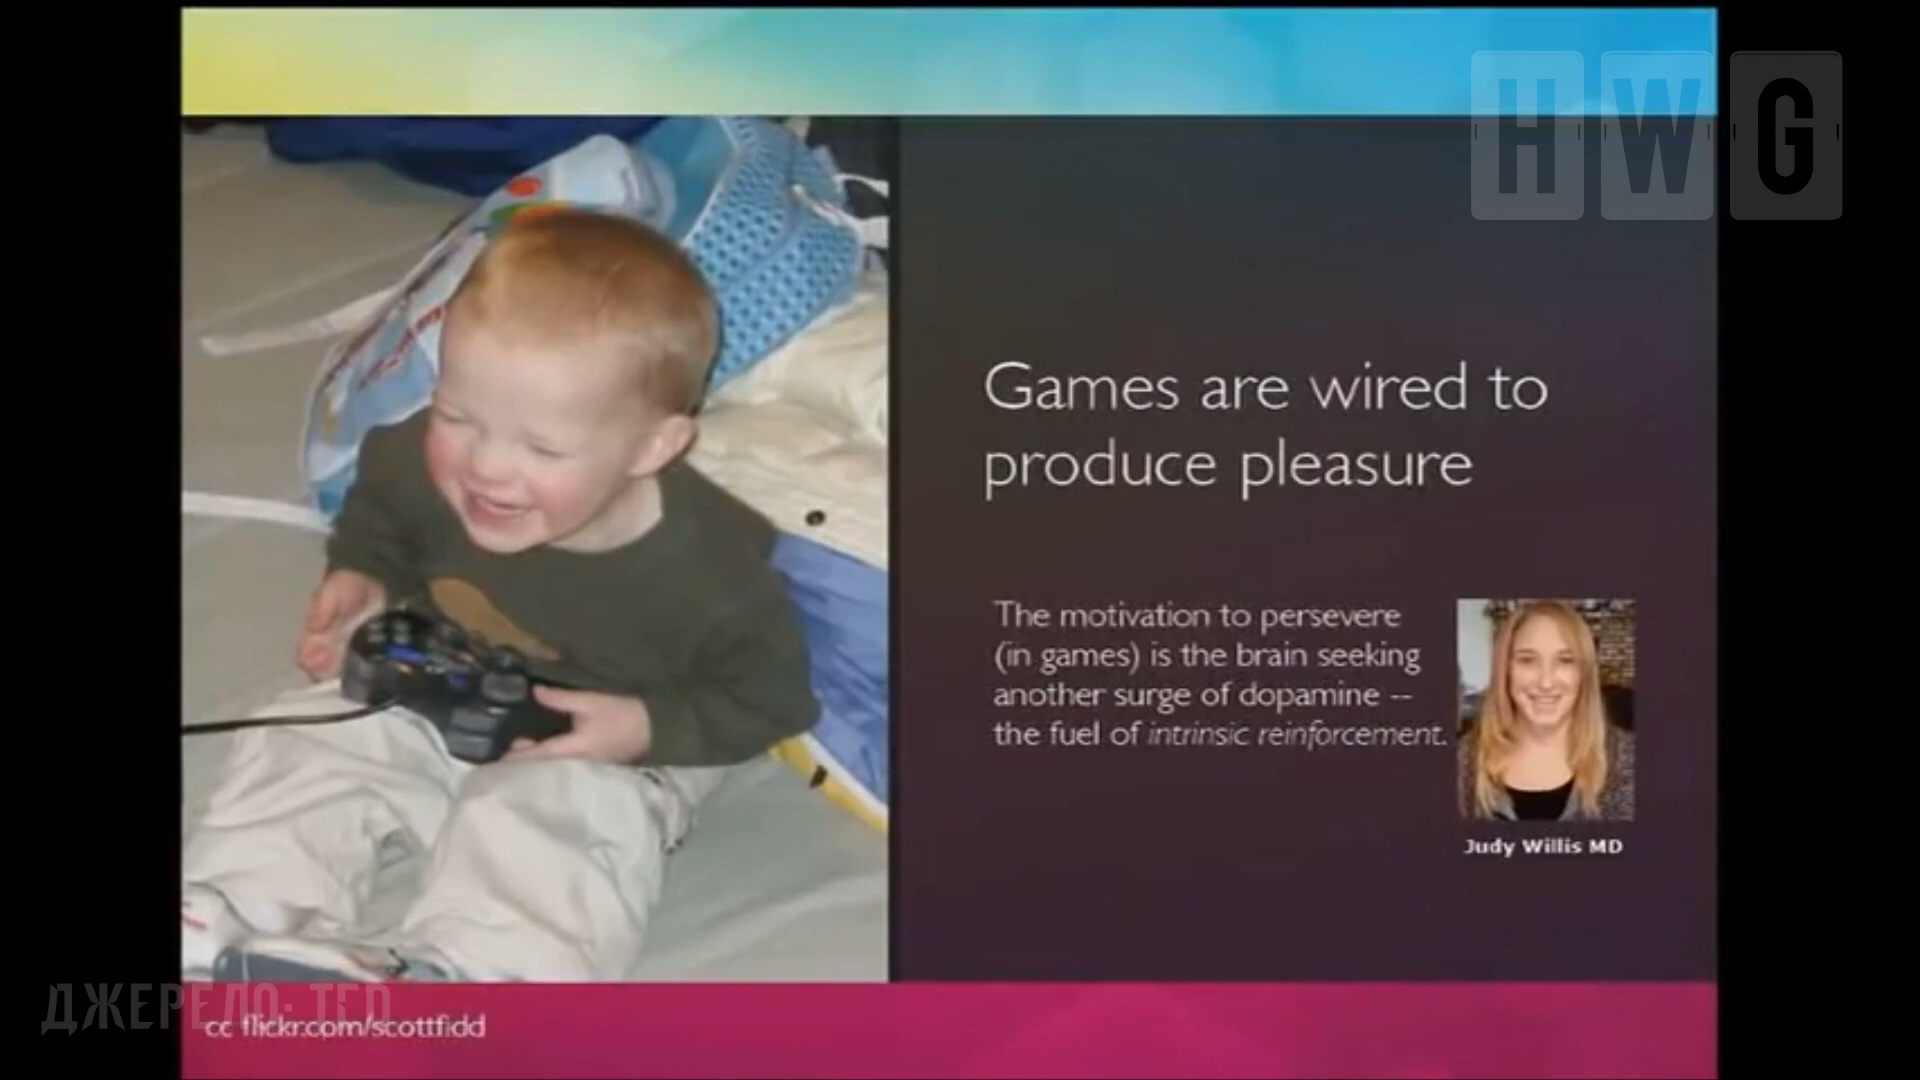 HWG
Games are wired to
produce pleasure
The motivation to persevere
(in games) is the brain seeking
another surge of dopamine --
the fuel of intrinsic reinforcement.
Judy Willis MD
ДЖЕРЕЛО: TED
cc flickr.com/scottfidd